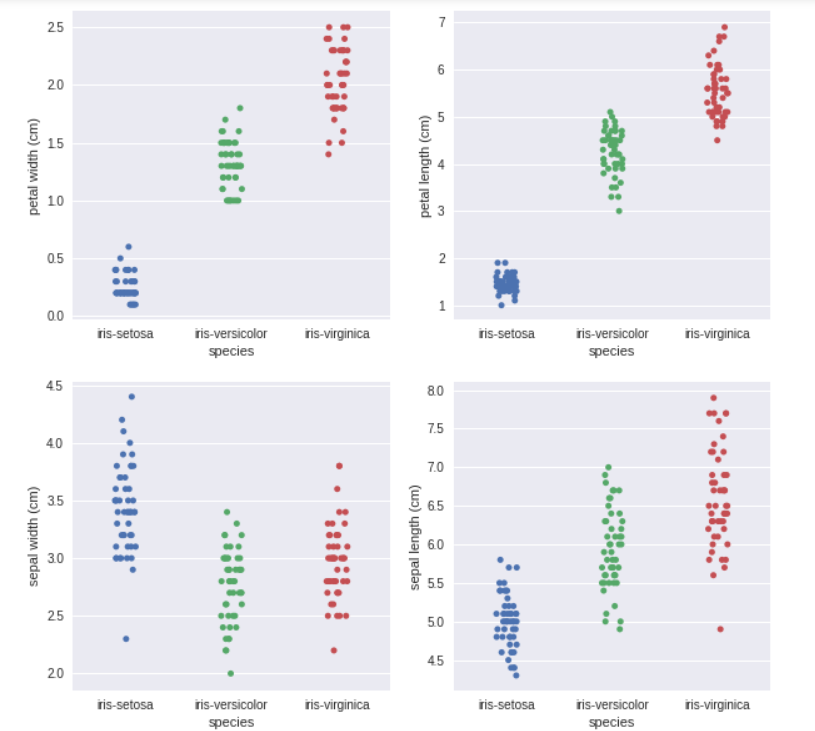 petal width (cm)
2.5
2.0
1.5
1.0
0.5
0.0
iris-setosa iris-versicolor iris-virginica
species
petal length (cm)
7
6
5
4
3
2
1
iris-setosa iris-versicolor iris-virginica
species
sepal width (cm)
4.5
4.0
3.5
3.0
2.5
2.0
iris-setosa iris-versicolor iris-virginica
species
sepal length (cm)
8.0
7.5
7.0
6.5
6.0
5.5
5.0
4.5
iris-setosa iris-versicolor iris-virginica
species